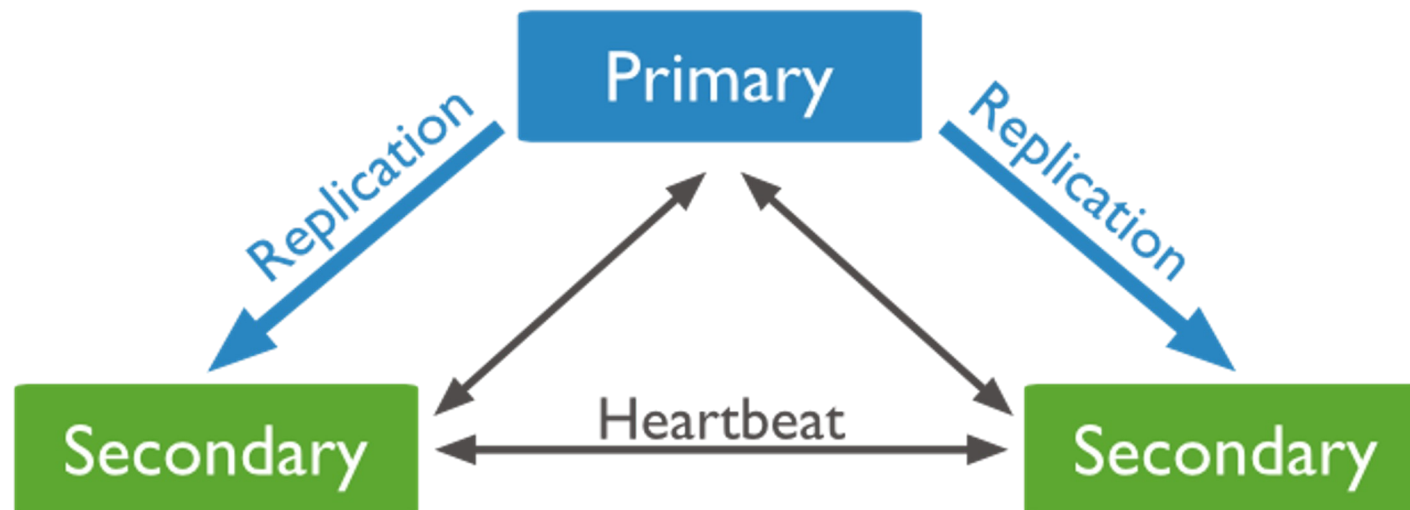 Primary
Replication
Replication
Heartbeat
Secondary
Secondary